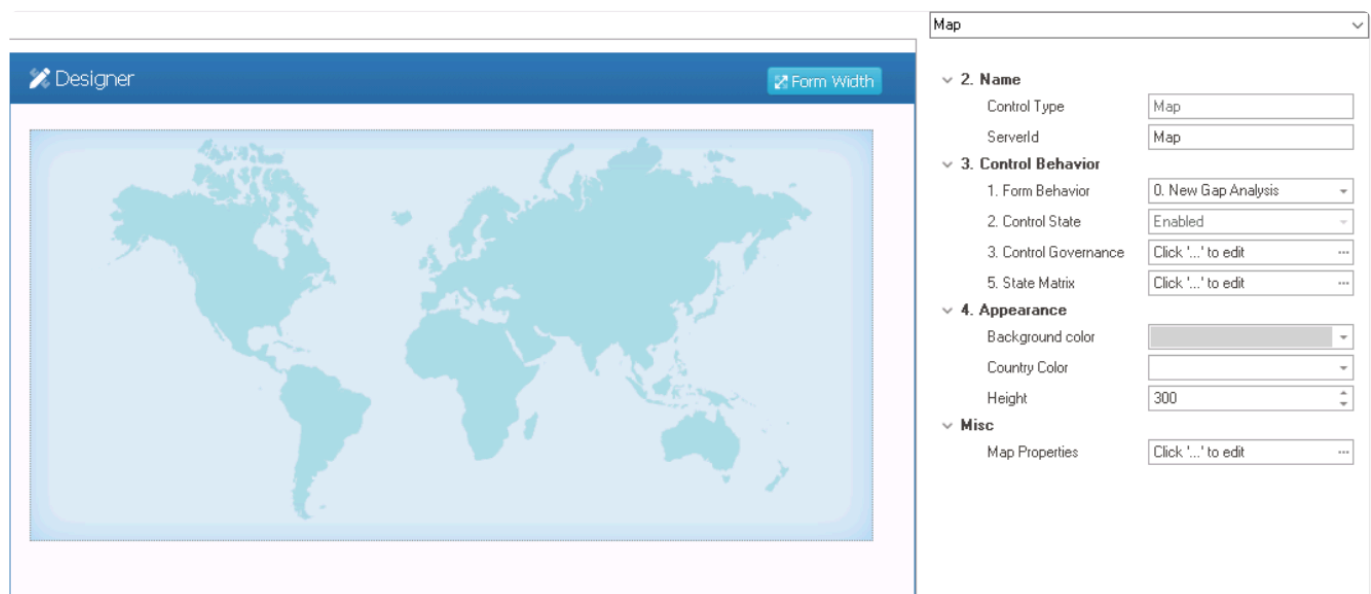 Map
Designer
Form Width
2. Name
Control Type Map
ServerId Map
3. Control Behavior
1. Form Behavior 0. New Gap Analysis
2. Control State Enabled
3. Control Governance Click '...' to edit ...
5. State Matrix Click '...' to edit ...
4. Appearance
Background color
Country Color
Height 300
Misc
Map Properties Click '...' to edit ...